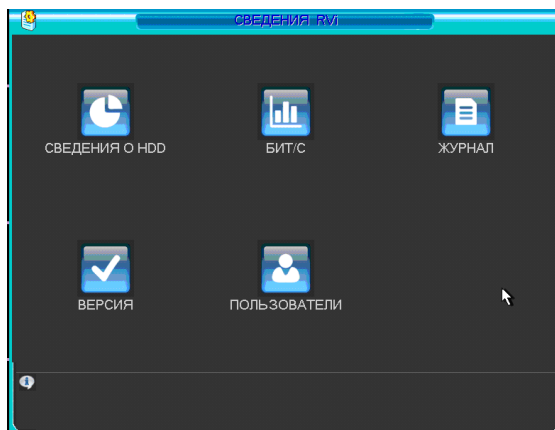 СВЕДЕНИЯ RVi
СВЕДЕНИЯ О HDD
БИТ/С
ЖУРНАЛ
ВЕРСИЯ
ПОЛЬЗОВАТЕЛИ